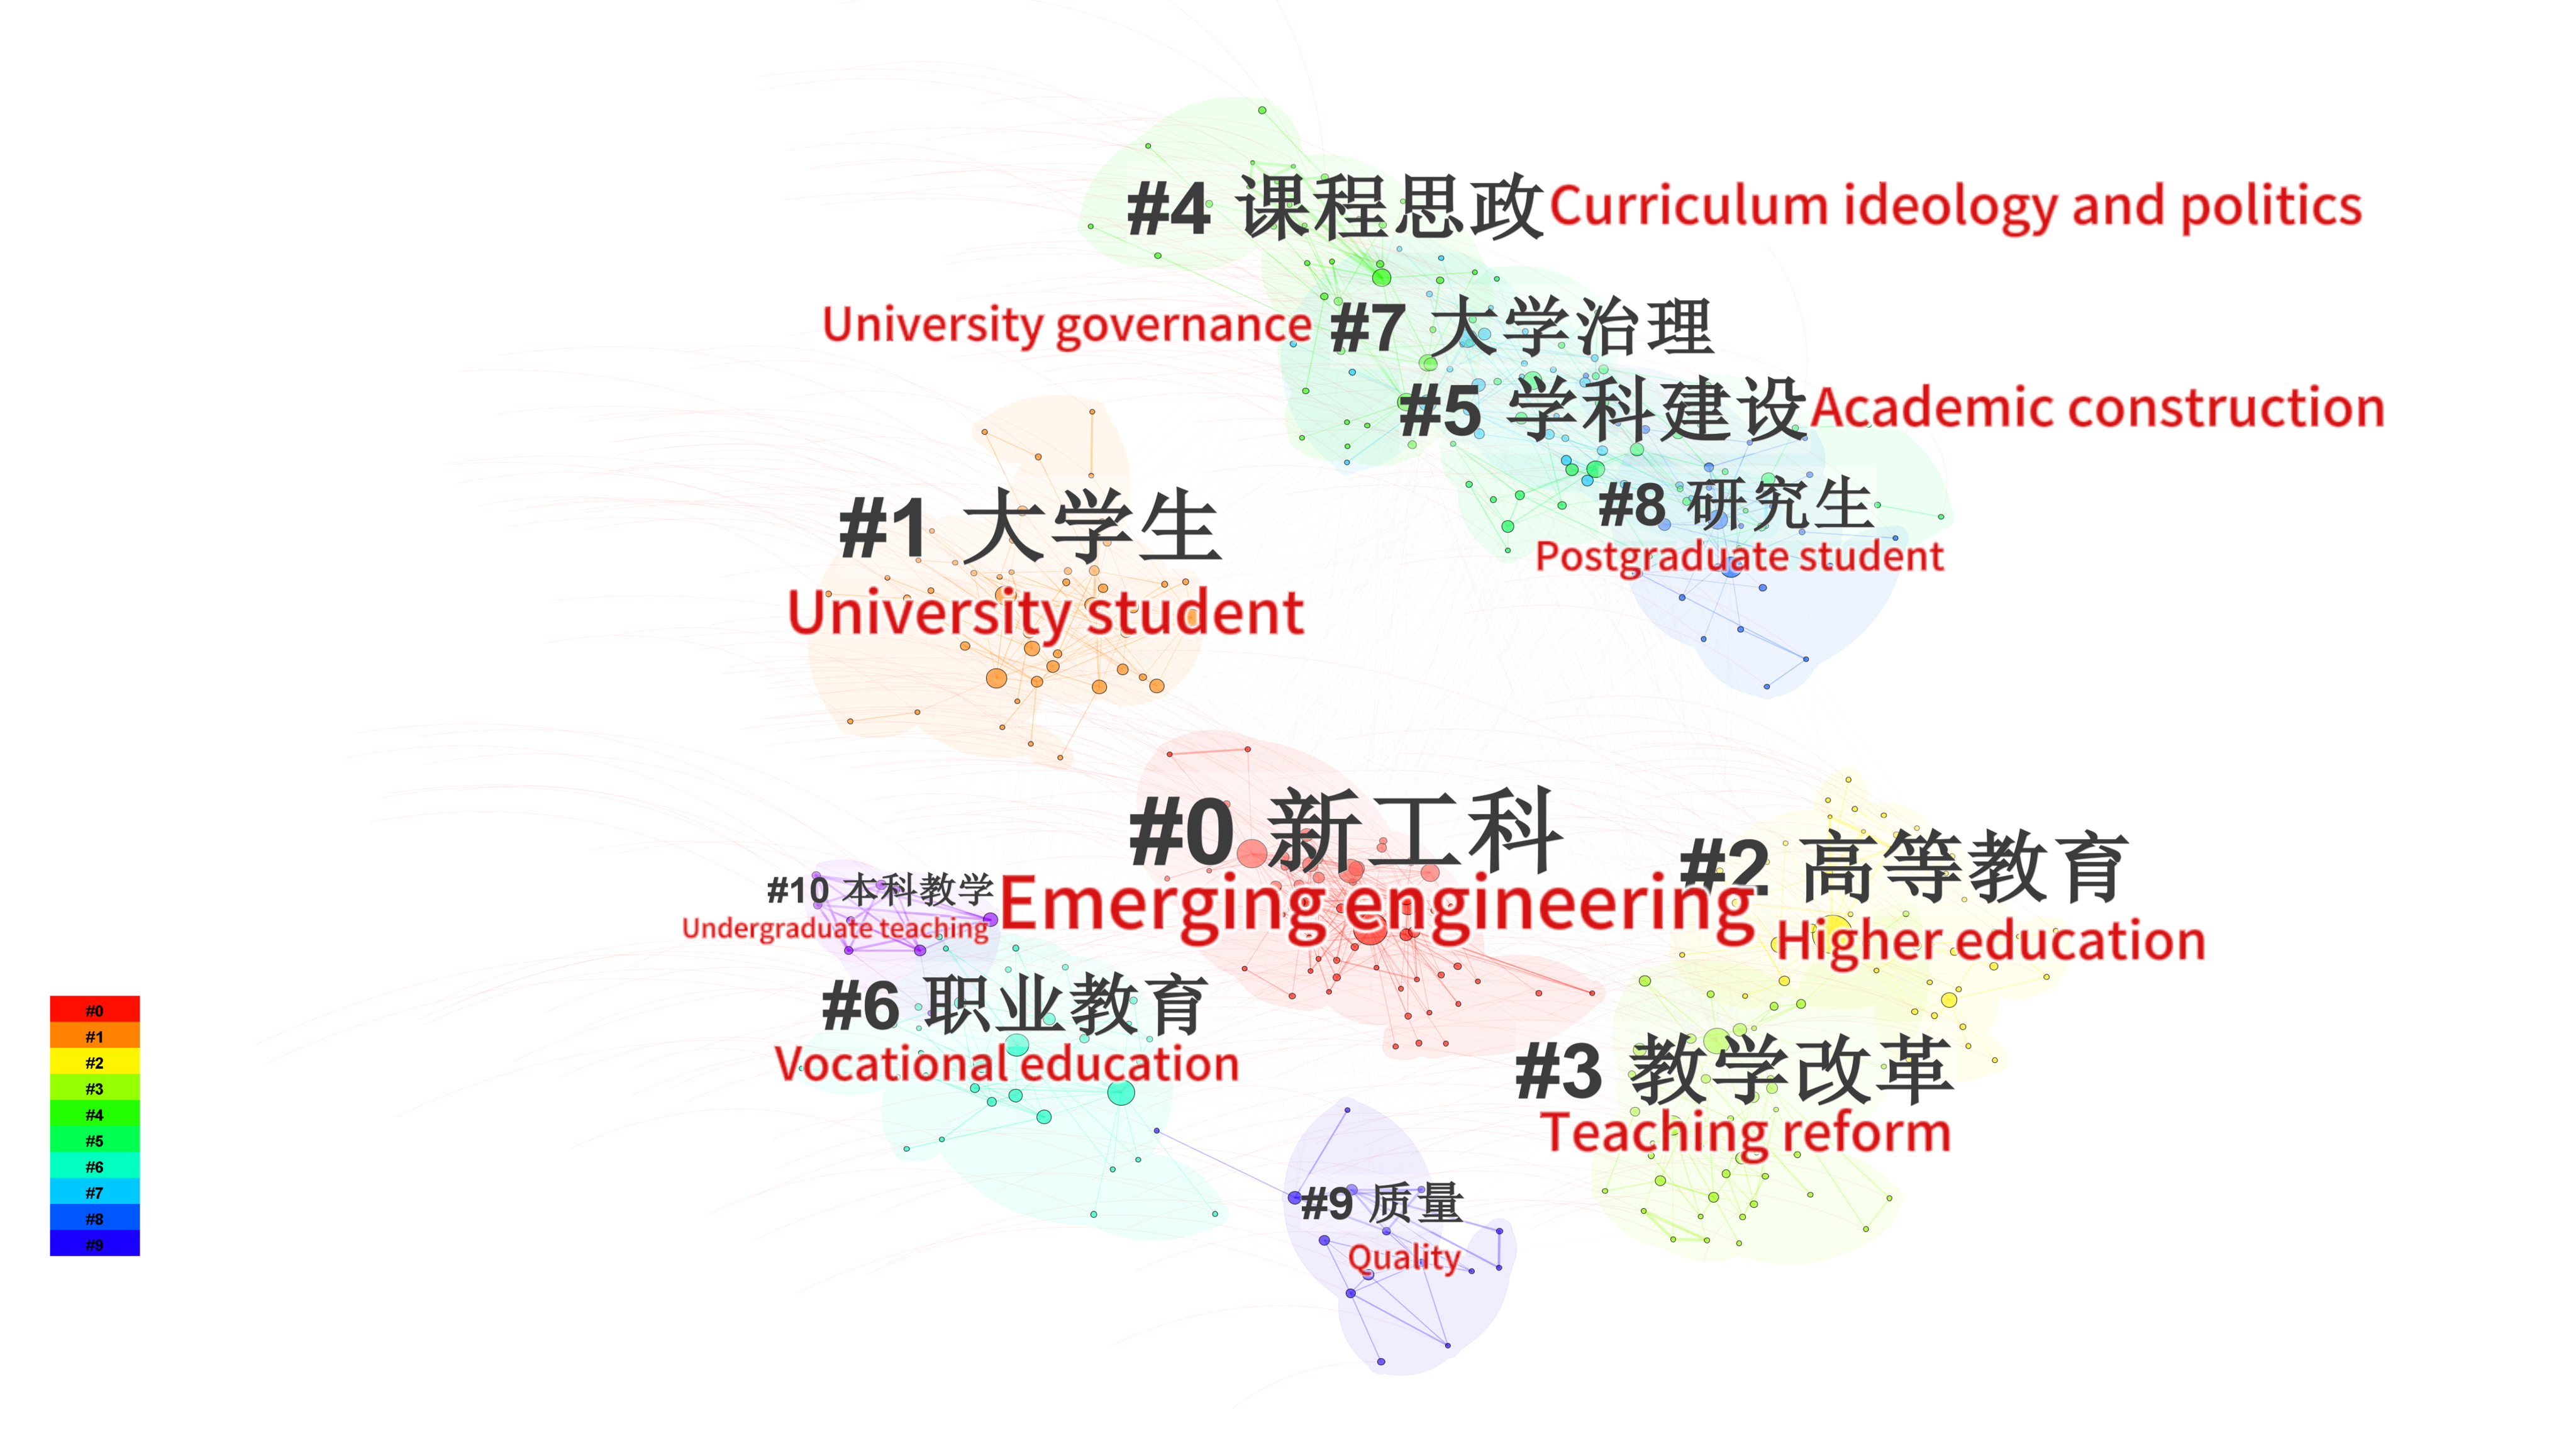 #4 课程思政 Curriculum ideology and politics
University governance #7 大学治理
#5 学科建设 Academic construction
#8 研究生
Postgraduate student
#1 大学生
University student
#0 新工科
Emerging engineering
#2 高等教育
Higher education
#10 本科教学
Undergraduate teaching
#6 职业教育
Vocational education
#3 教学改革
Teaching reform
#9 质量
Quality
#0
#1
#2
#3
#4
#5
#6
#7
#8
#9